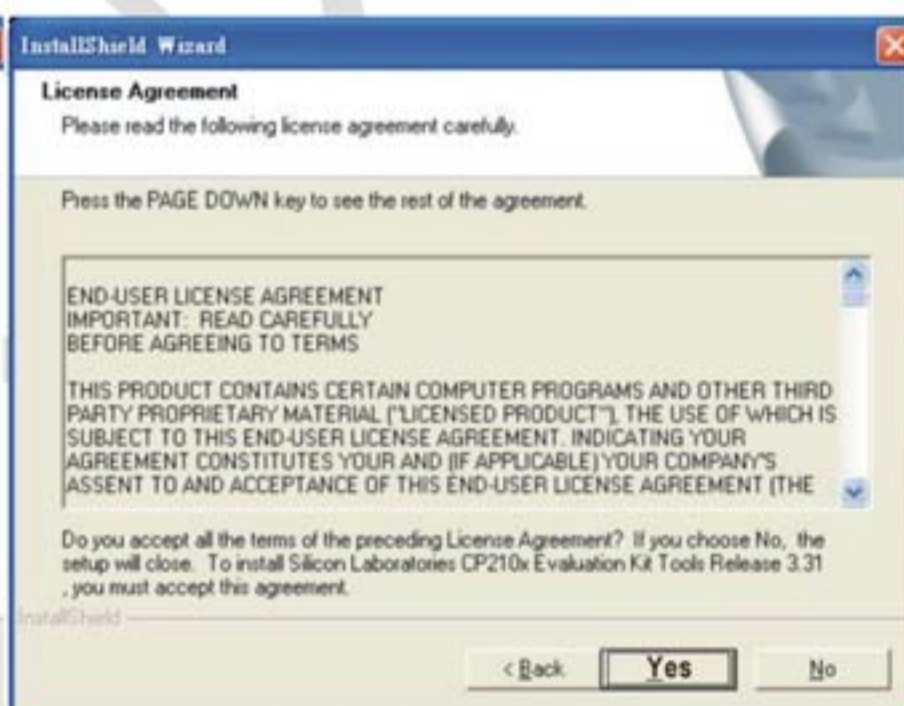 InstallShield Wizard
License Agreement
Please read the following license agreement carefully.
Press the PAGE DOWN key to see the rest of the agreement.
END-USER LICENSE AGREEMENT
IMPORTANT: READ CAREFULLY
BEFORE AGREEING TO TERMS
THIS PRODUCT CONTAINS CERTAIN COMPUTER PROGRAMS AND OTHER THIRD
PARTY PROPRIETARY MATERIAL ("LICENSED PRODUCT"), THE USE OF WHICH IS
SUBJECT TO THIS END-USER LICENSE AGREEMENT. INDICATING YOUR
AGREEMENT CONSTITUTES YOUR AND (IF APPLICABLE) YOUR COMPANY'S
ASSENT TO AND ACCEPTANCE OF THIS END-USER LICENSE AGREEMENT (THE
Do you accept all the terms of the preceding License Agreement? If you choose No, the
setup will close. To install Silicon Laboratories CP210x Evaluation Kit Tools Release 3.31
, you must accept this agreement.
InstallShield
< Back Yes No